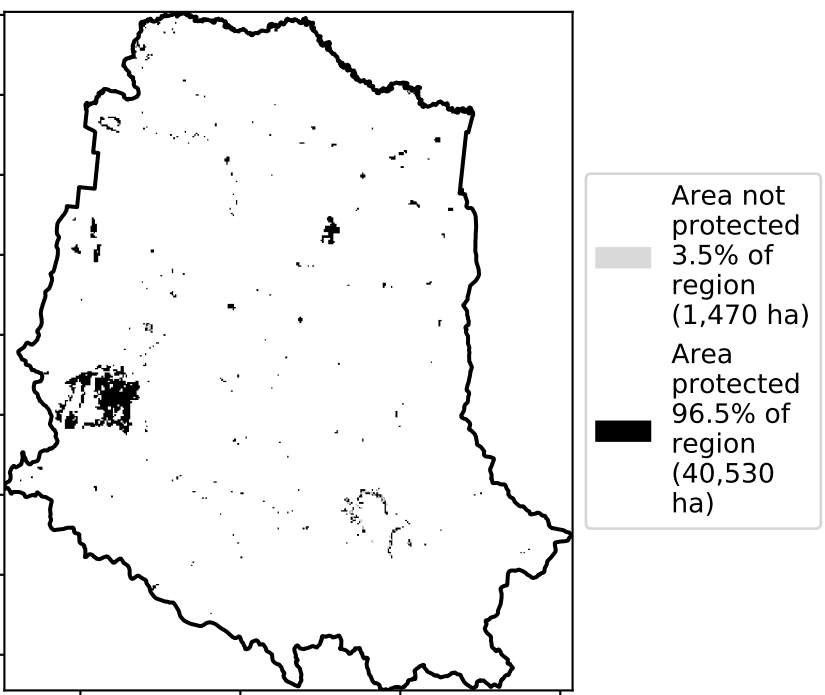 Area not
protected
3.5% of
region
(1,470 ha)
Area
protected
96.5% of
region
(40,530
ha)